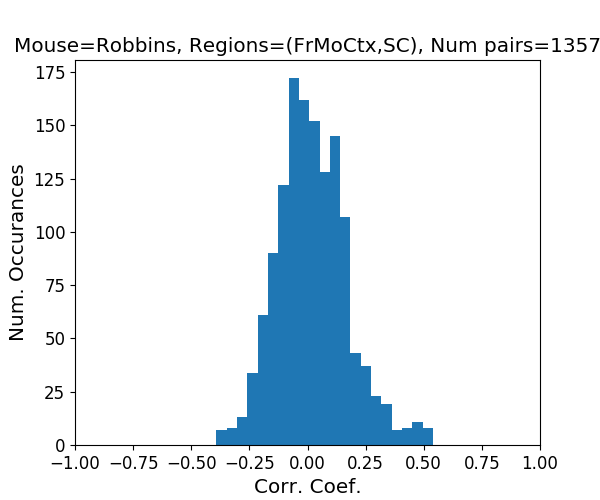 Mouse=Robbins, Regions=(FrMoCtx,SC), Num pairs=1357
175
150
125
100
75
50
25
0
Num. Occurances
−1.00 −0.75 −0.50 −0.25 0.00 0.25 0.50 0.75 1.00
Corr. Coef.